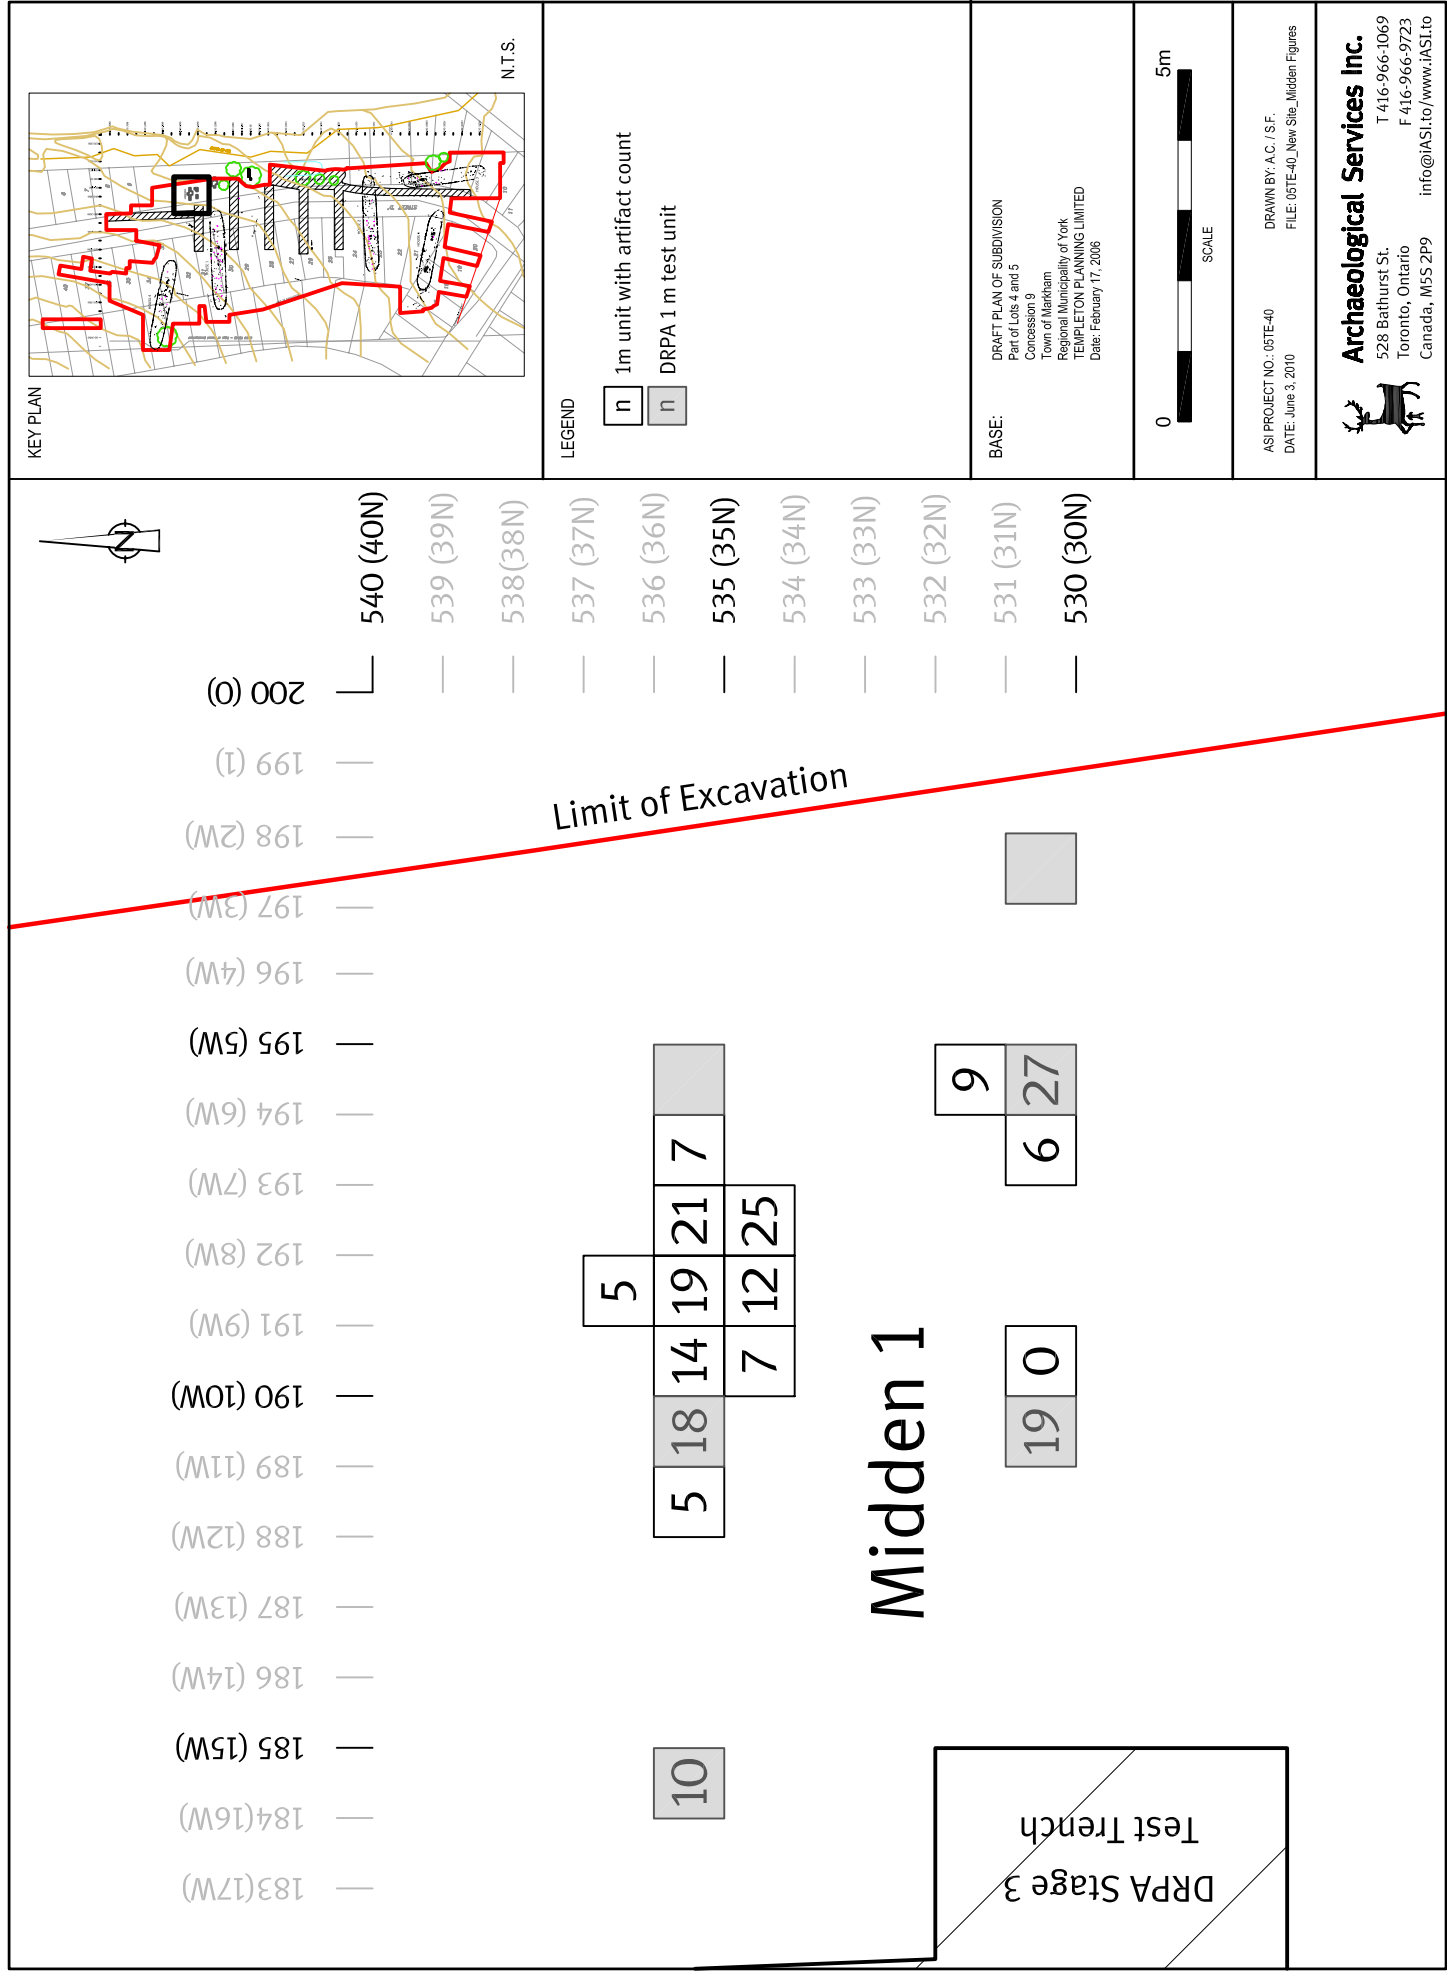 KEY PLAN
N.T.S.
LEGEND
n 1m unit with artifact count
n DRPA 1 m test unit
BASE:
DRAFT PLAN OF SUBDIVISION
Part of Lots 4 and 5
Concession 9
Town of Markham
Regional Municipality of York
TEMPLETON PLANNING LIMITED
Date: February 17, 2006
0 5m
SCALE
ASI PROJECT NO.: 05TE-40
DRAWN BY: A.C. / S.F.
DATE: June 3, 2010
FILE: 05TE-40_New Site_Midden Figures
Archaeological Services Inc.
528 Bathurst St.
T 416-966-1069
Toronto, Ontario
F 416-966-9723
Canada, M5S 2P9
info@iASI.to/www.iASI.to
N
540 (40N)
539 (39N)
538(38N)
537 (37N)
536 (36N)
535 (35N)
534 (34N)
533 (33N)
532 (32N)
531 (31N)
530 (30N)
200 (0)
199 (1)
198 (2W)
197 (3W)
196 (4W)
195 (5W)
194 (6W)
193 (7W)
192 (8W)
191 (9W)
190 (10W)
189 (11W)
188 (12W)
187 (13W)
186 (14W)
185 (15W)
184(16W)
183(17W)
Limit of Excavation
5
10
5 18 14 19 21 7
7 12 25
Midden 1
9
19 0
6 27
DRPA Stage 3
Test Trench